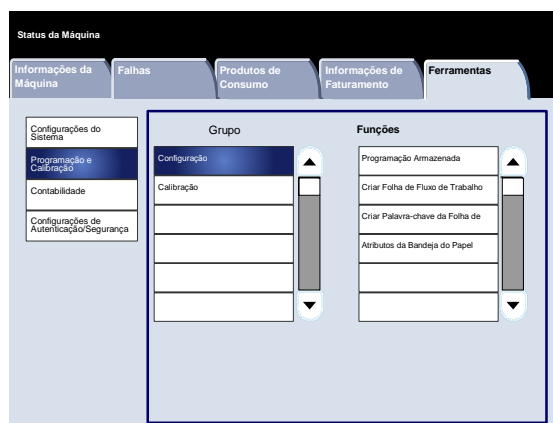 Status da Máquina
Informações da
Máquina
Falhas
Produtos de
Consumo
Informações de
Faturamento
Ferramentas
Configurações do
Sistema
Programação e
Calibração
Contabilidade
Configurações de
Autenticação/Segurança
Grupo
Configuração
Calibração
Funções
Programação Armazenada
Criar Folha de Fluxo de Trabalho
Criar Palavra-chave da Folha de
Atributos da Bandeja do Papel